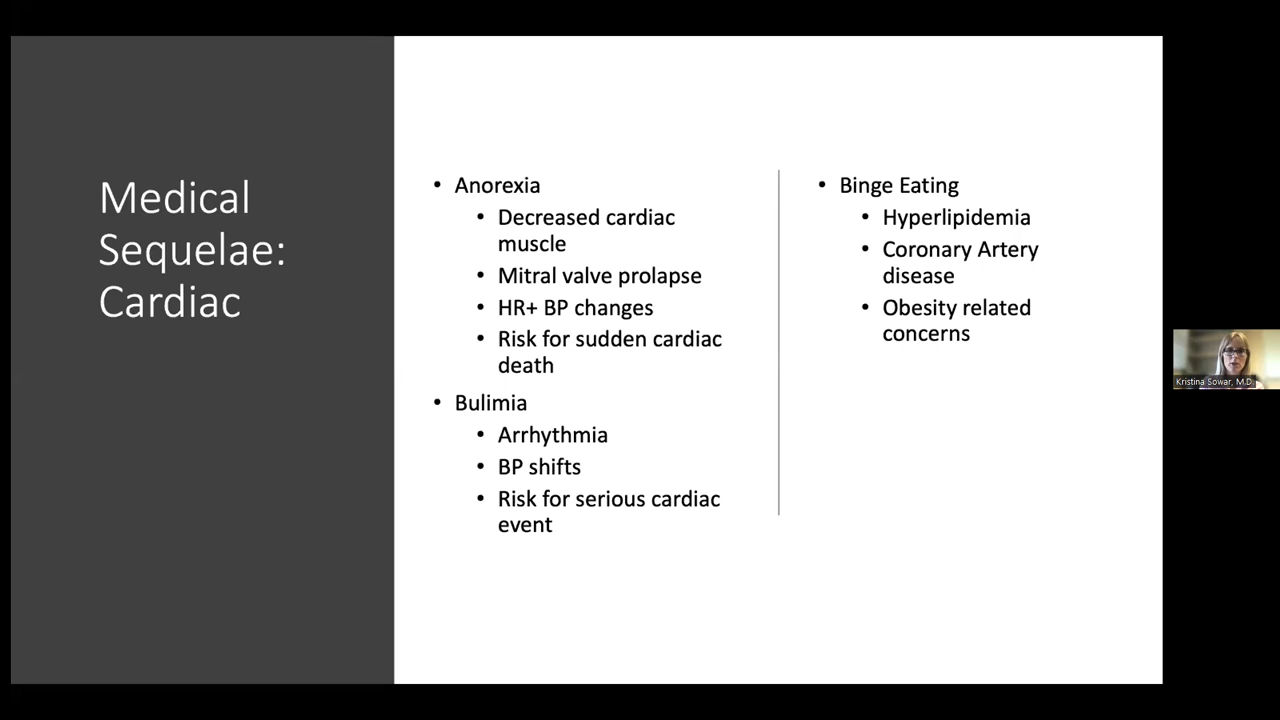 Medical
Sequelae:
Cardiac
• Anorexia
• Decreased cardiac
muscle
• Mitral valve prolapse
• HR+ BP changes
• Risk for sudden cardiac
death
• Bulimia
• Arrhythmia
• BP shifts
• Risk for serious cardiac
event
• Binge Eating
• Hyperlipidemia
• Coronary Artery
disease
• Obesity related
concerns
Kristina Sowar, M.D.